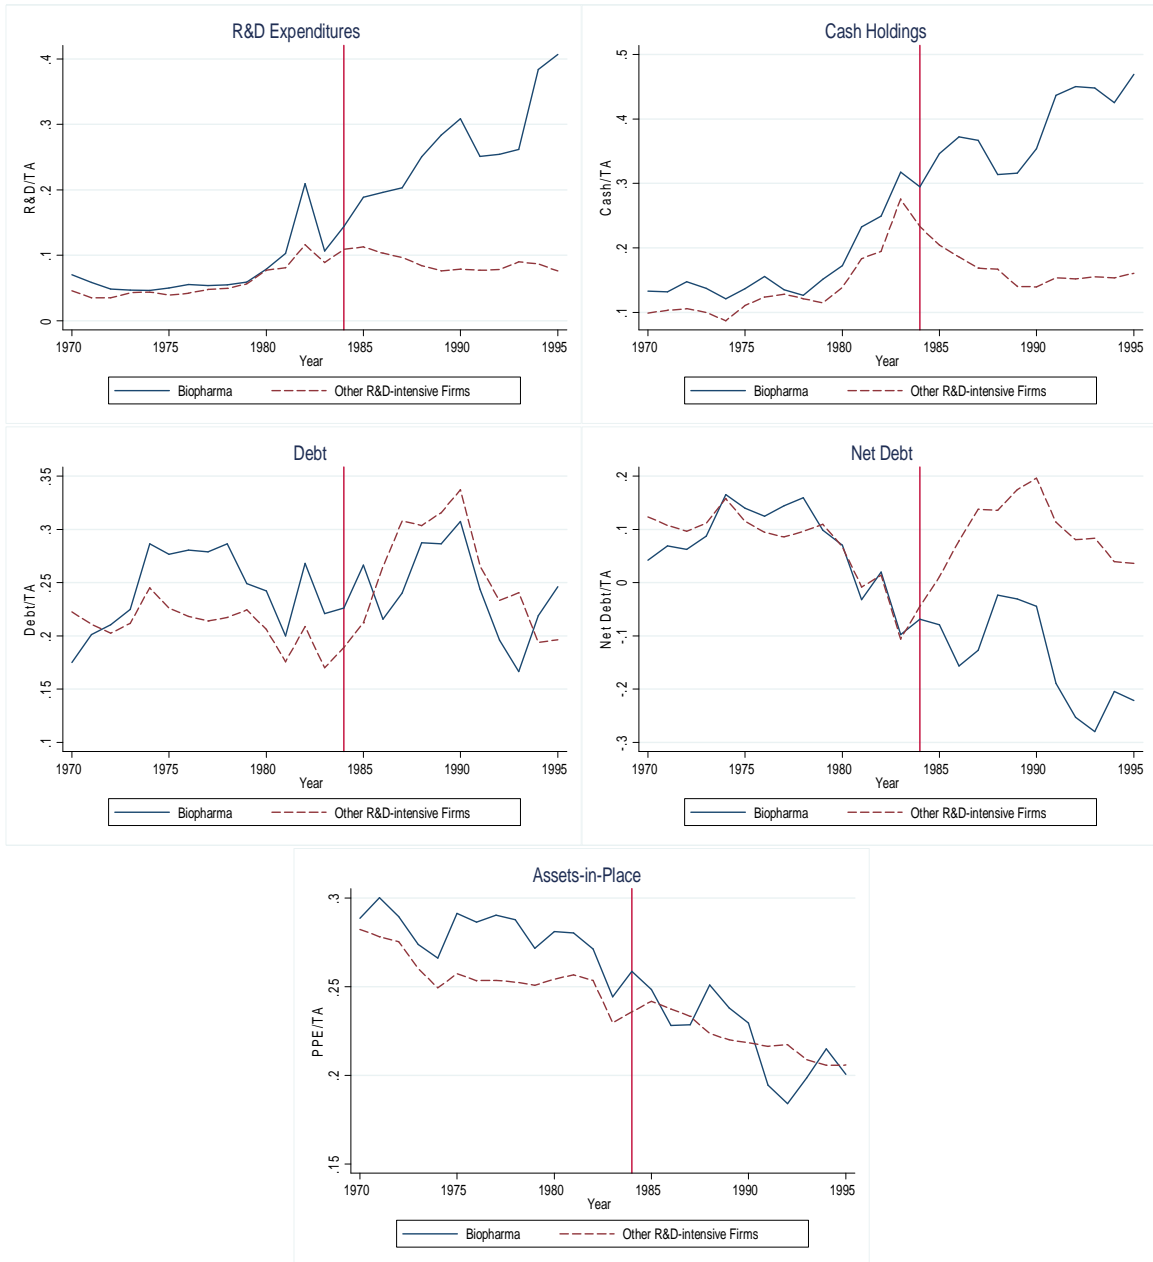 R&D Expenditures
R&D/TA
.4
.3
.2
.1
0
1970 1975 1980 1985 1990 1995
Year
Biopharma Other R&D-intensive Firms
Cash Holdings
Cash/TA
.5
.4
.3
.2
.1
1970 1975 1980 1985 1990 1995
Year
Biopharma Other R&D-intensive Firms
Debt
Debt/TA
.35
.3
.25
.2
.15
.1
1970 1975 1980 1985 1990 1995
Year
Biopharma Other R&D-intensive Firms
Net Debt
Net Debt/TA
.2
.1
0
-.1
-.2
-.3
1970 1975 1980 1985 1990 1995
Year
Biopharma Other R&D-intensive Firms
Assets-in-Place
PPE/TA
.3
.25
.2
.15
1970 1975 1980 1985 1990 1995
Year
Biopharma Other R&D-intensive Firms